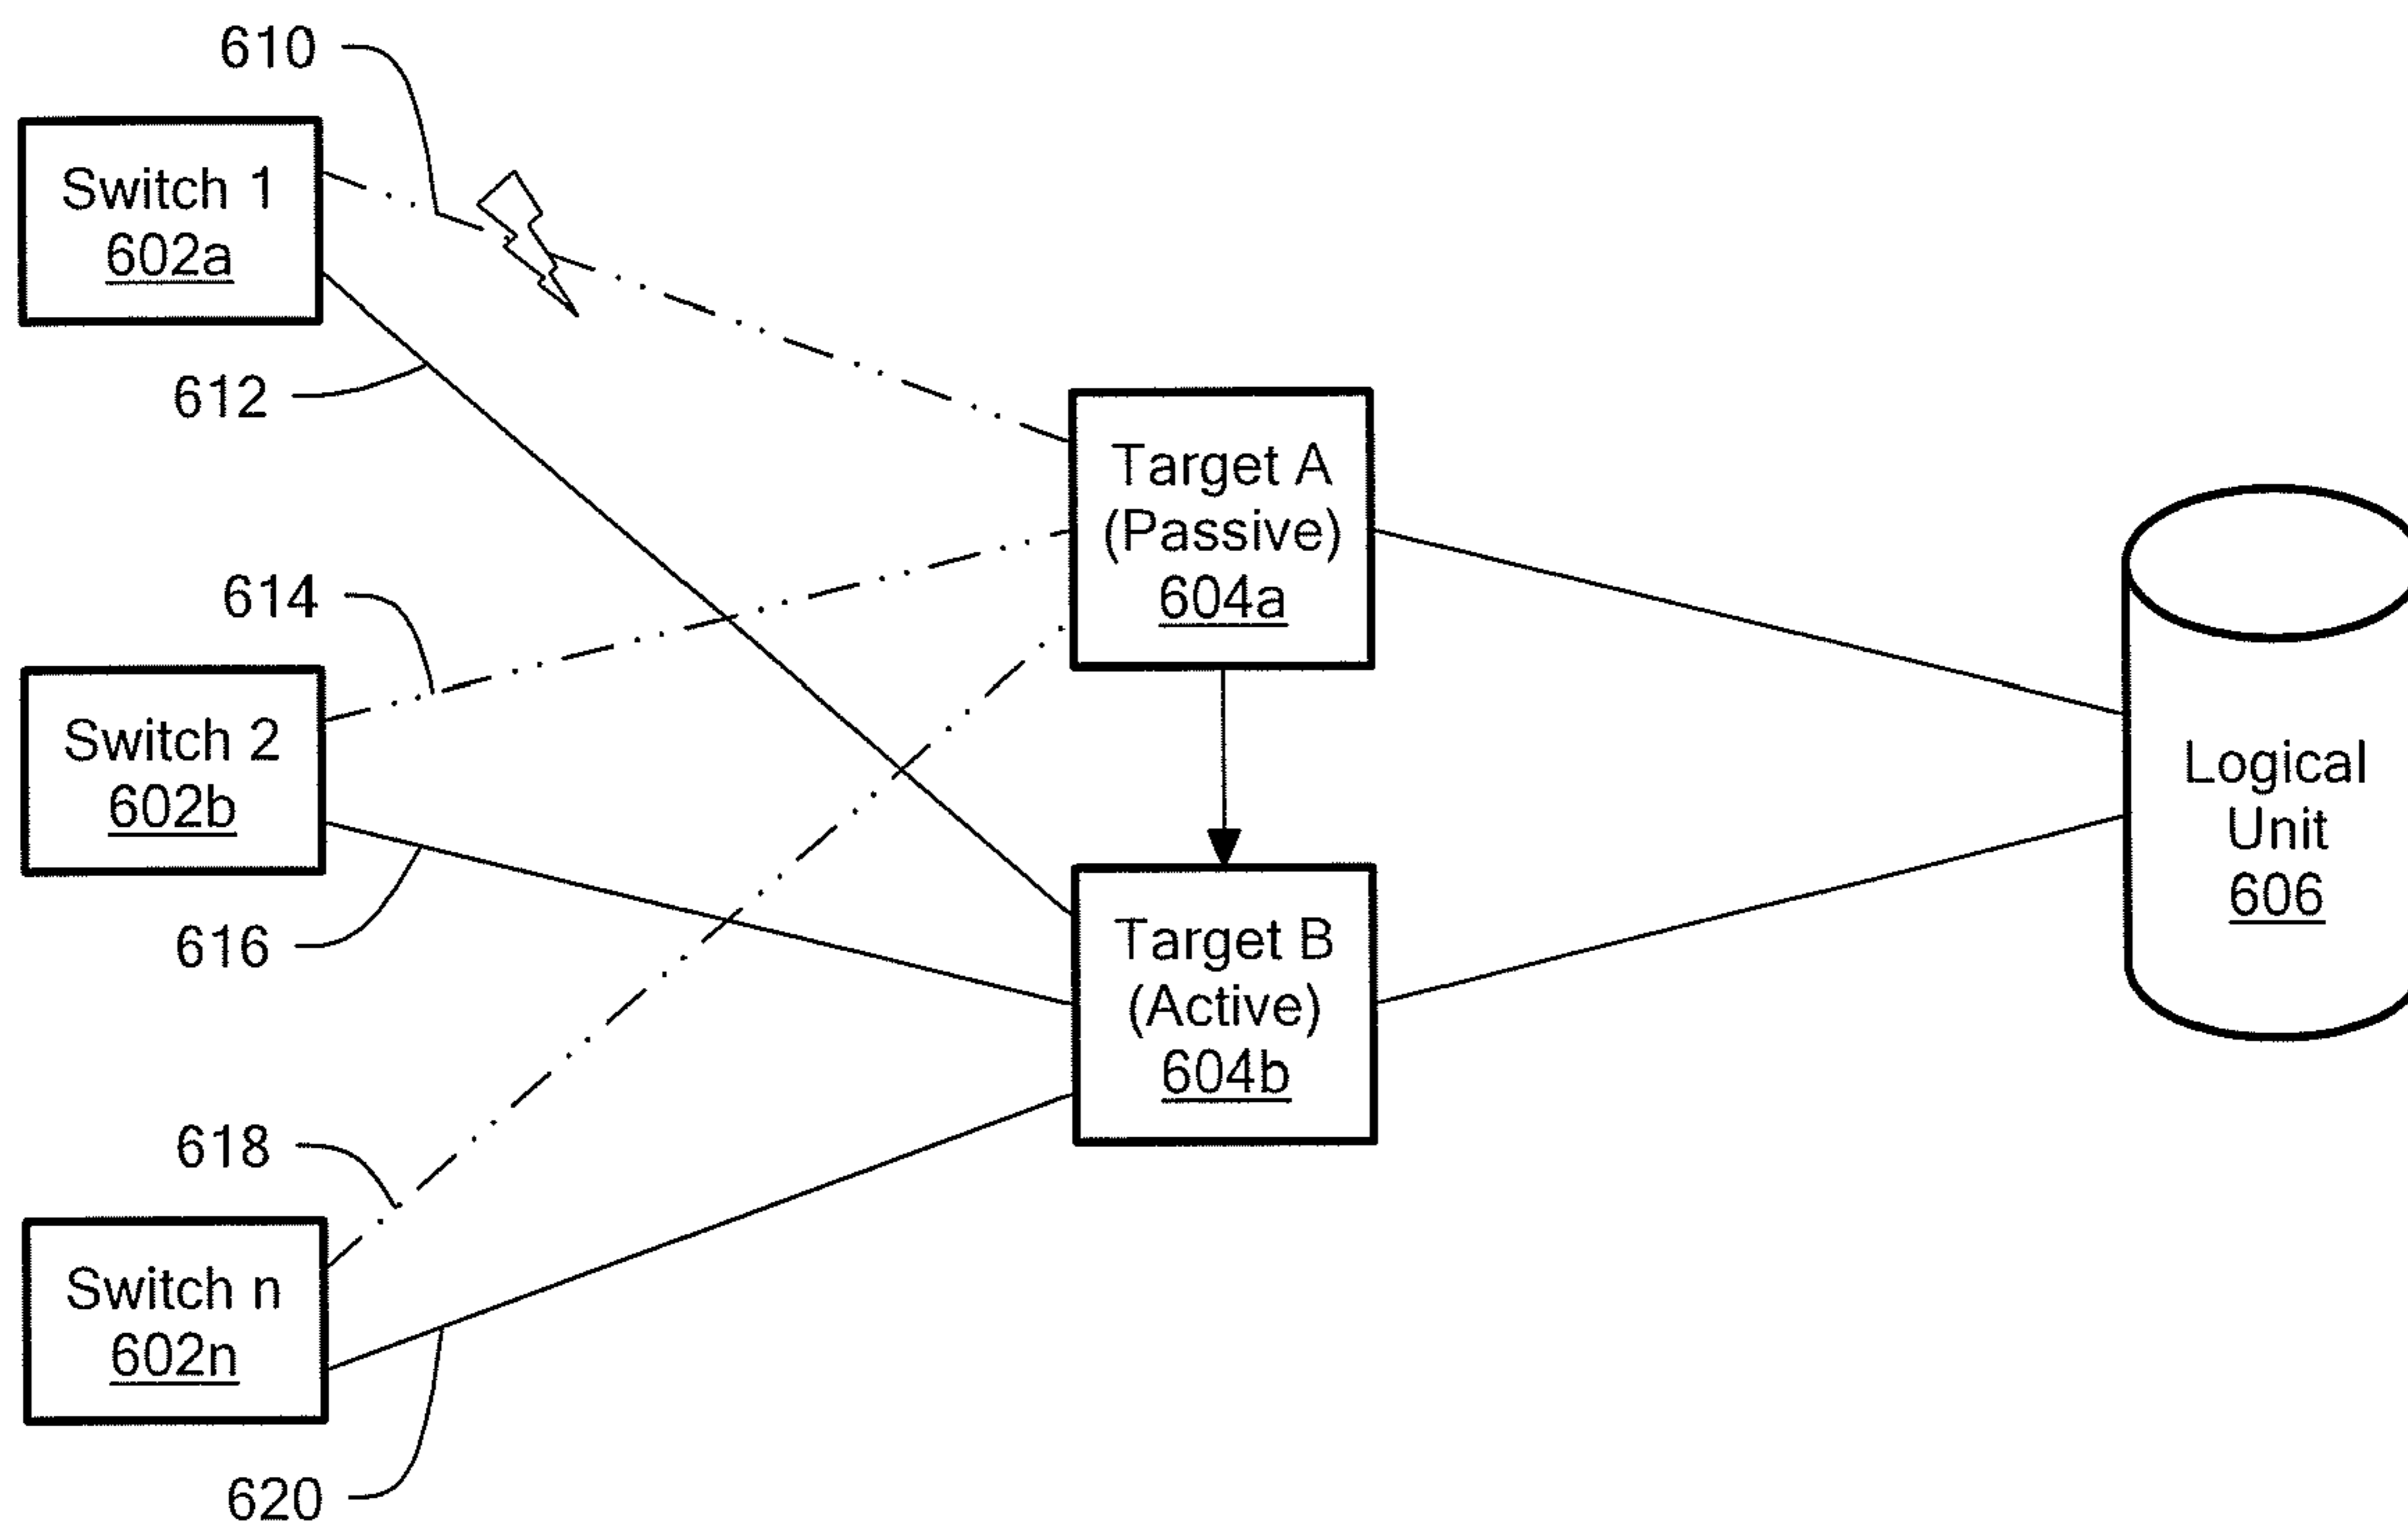 610
Switch 1
602a
612
614
Switch 2
602b
616
618
Switch n
602n
620
Target A
(Passive)
604a
Target B
(Active)
604b
Logical
Unit
606